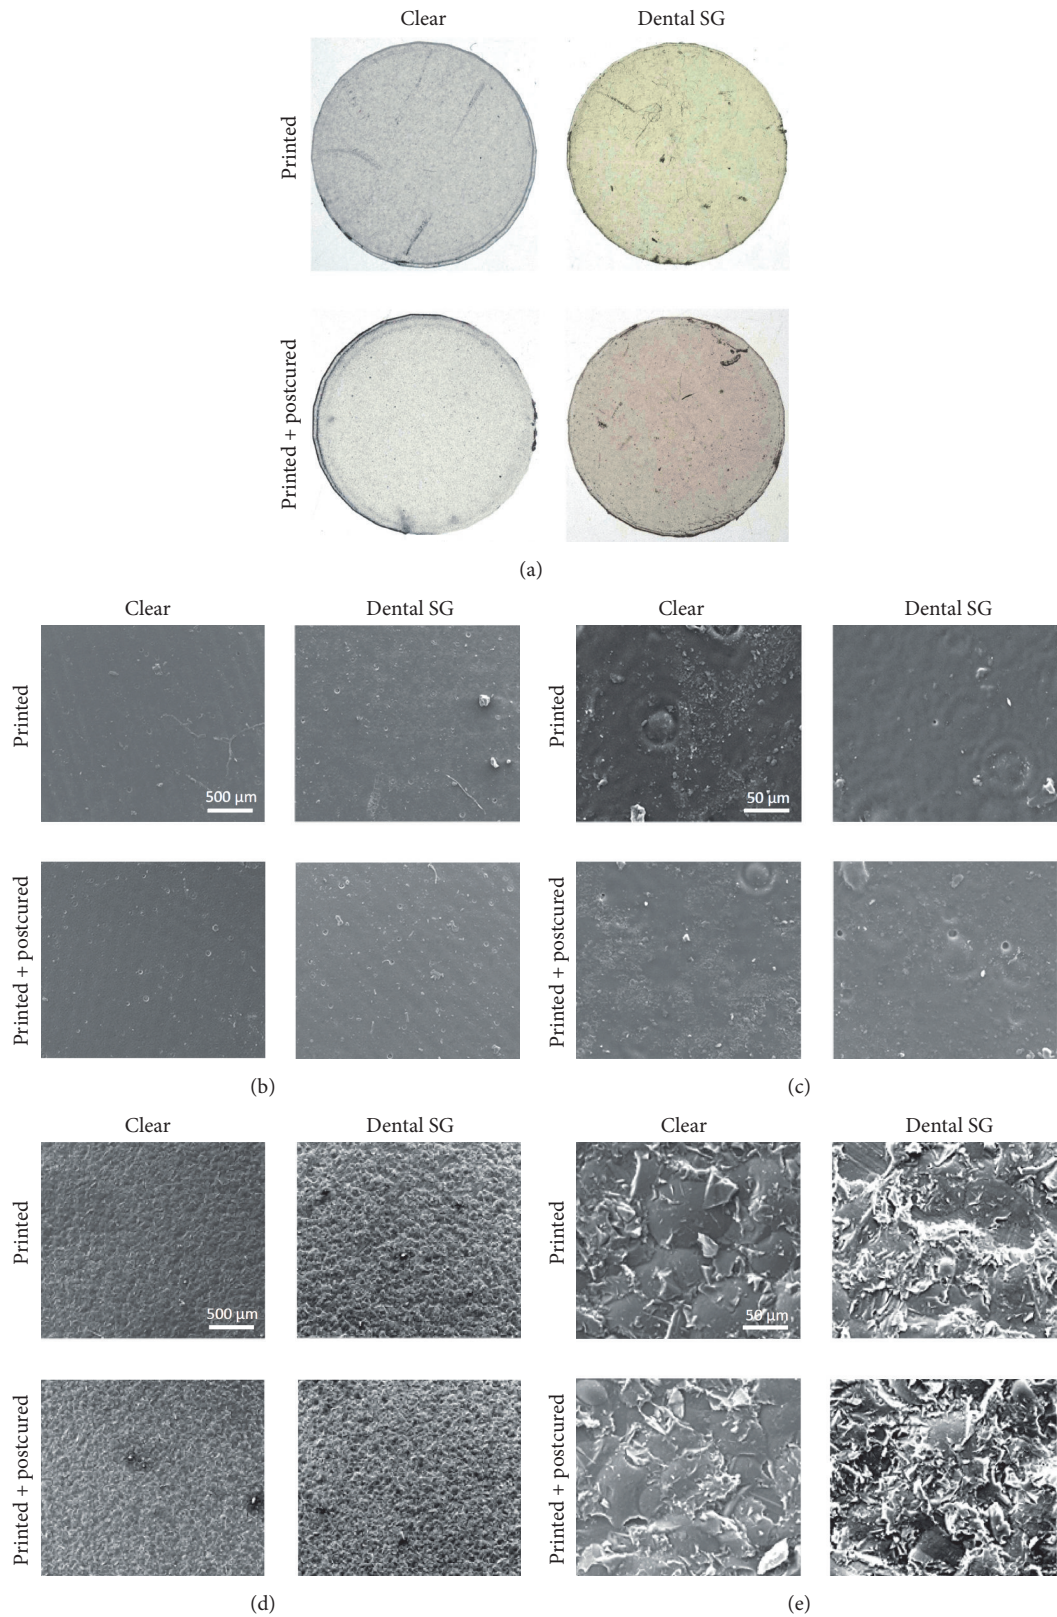 Clear Dental SG
Printed
Printed + postcured
(a)
Clear Dental SG Clear Dental SG
Printed Printed
500 μm 50 μm
Printed + postcured Printed + postcured
(b) (c)
Clear Dental SG Clear Dental SG
Printed Printed
500 μm 50 μm
Printed + postcured Printed + postcured
(d) (e)